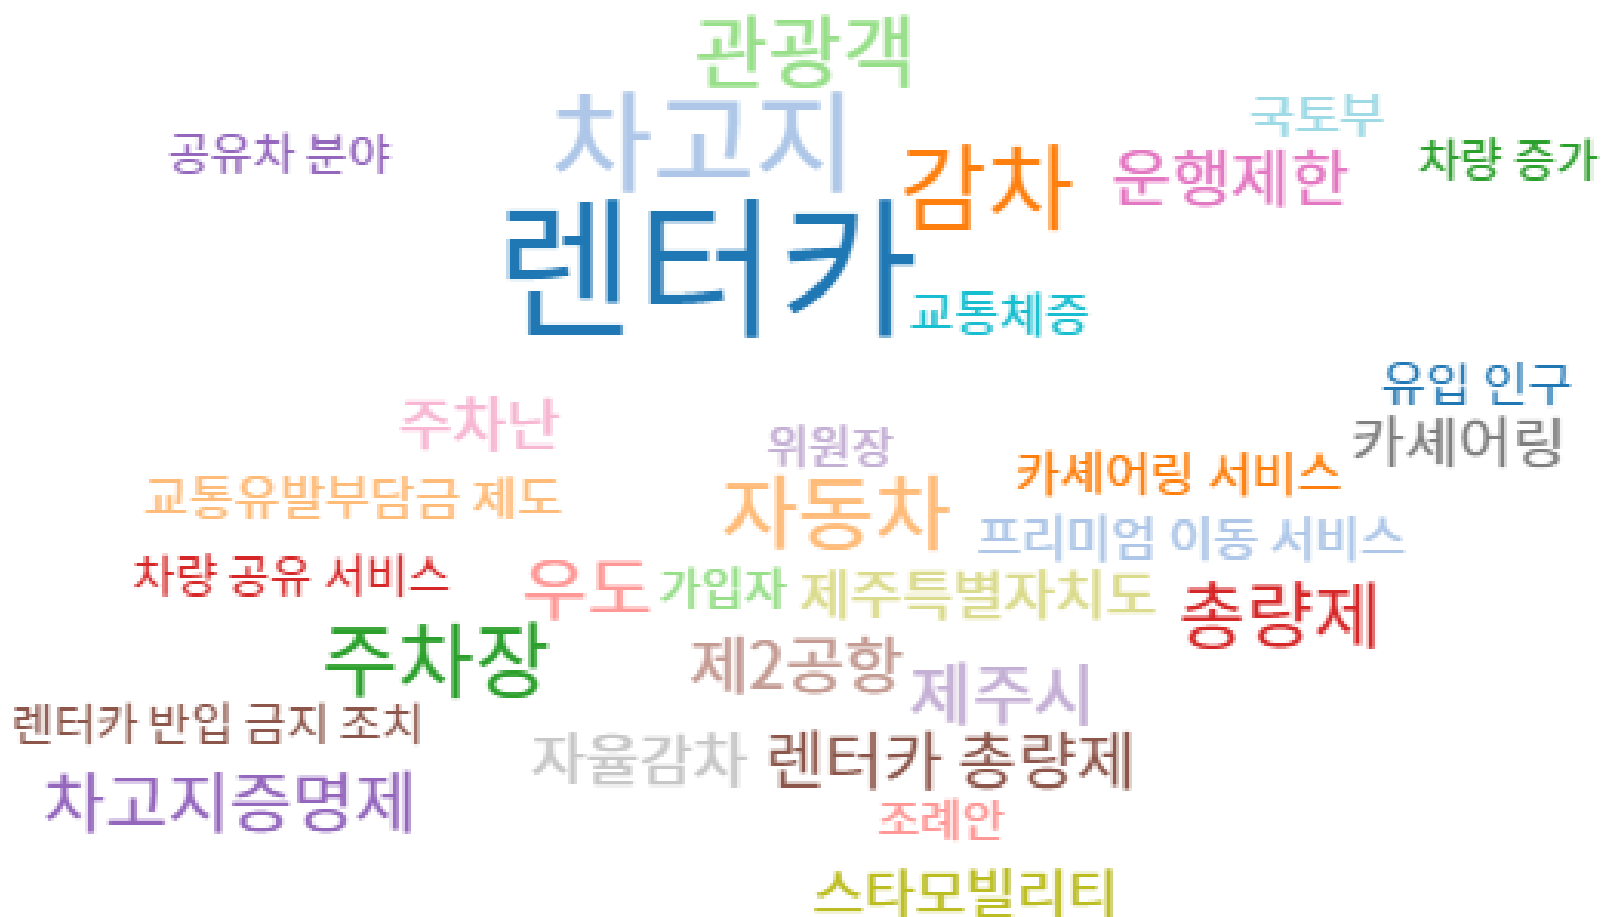 관광객
차고지
국토부
공유차 분야
차량 증가
감차
운행제한
렌터카
교통체증
유입 인구
주차난
위원장
카셰어링
카셰어링 서비스
교통유발부담금 제도
자동차
프리미엄 이동 서비스
차량 공유 서비스
우도
가입자
제주특별자치도
총량제
주차장
제2공항
제주시
렌터카 반입 금지 조치
자율감차
렌터카 총량제
차고지증명제
조례안
스타모빌리티